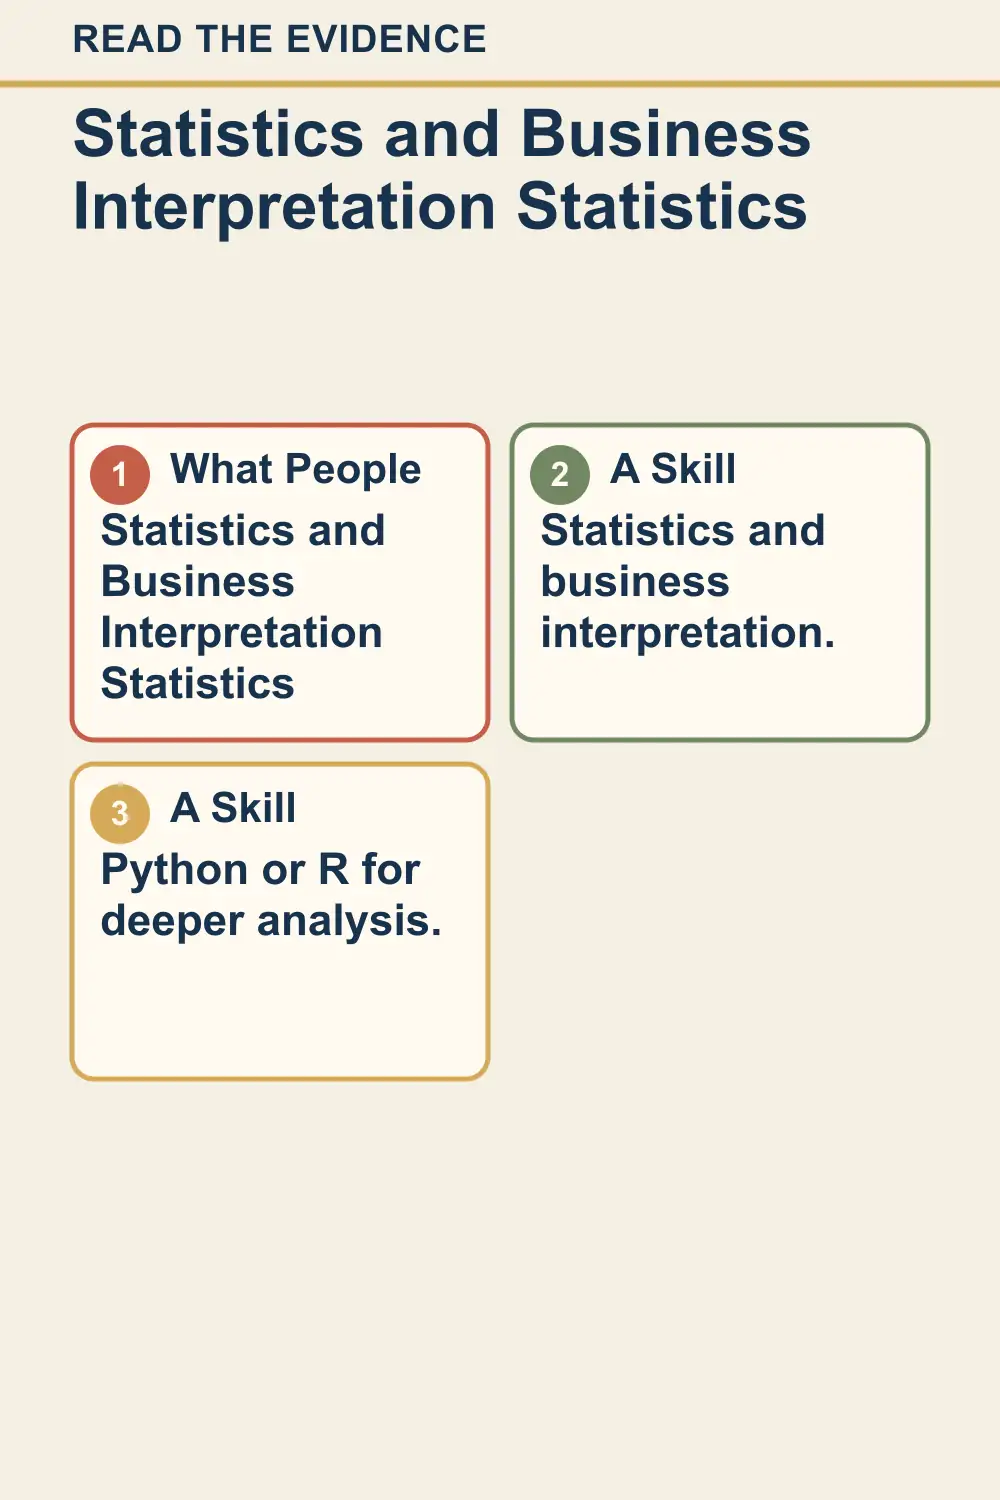 READ THE EVIDENCE
Statistics and Business
Interpretation Statistics
1 What People
Statistics and
Business
Interpretation
Statistics
2 A Skill
Statistics and
business
interpretation.
3 A Skill
Python or R for
deeper analysis.